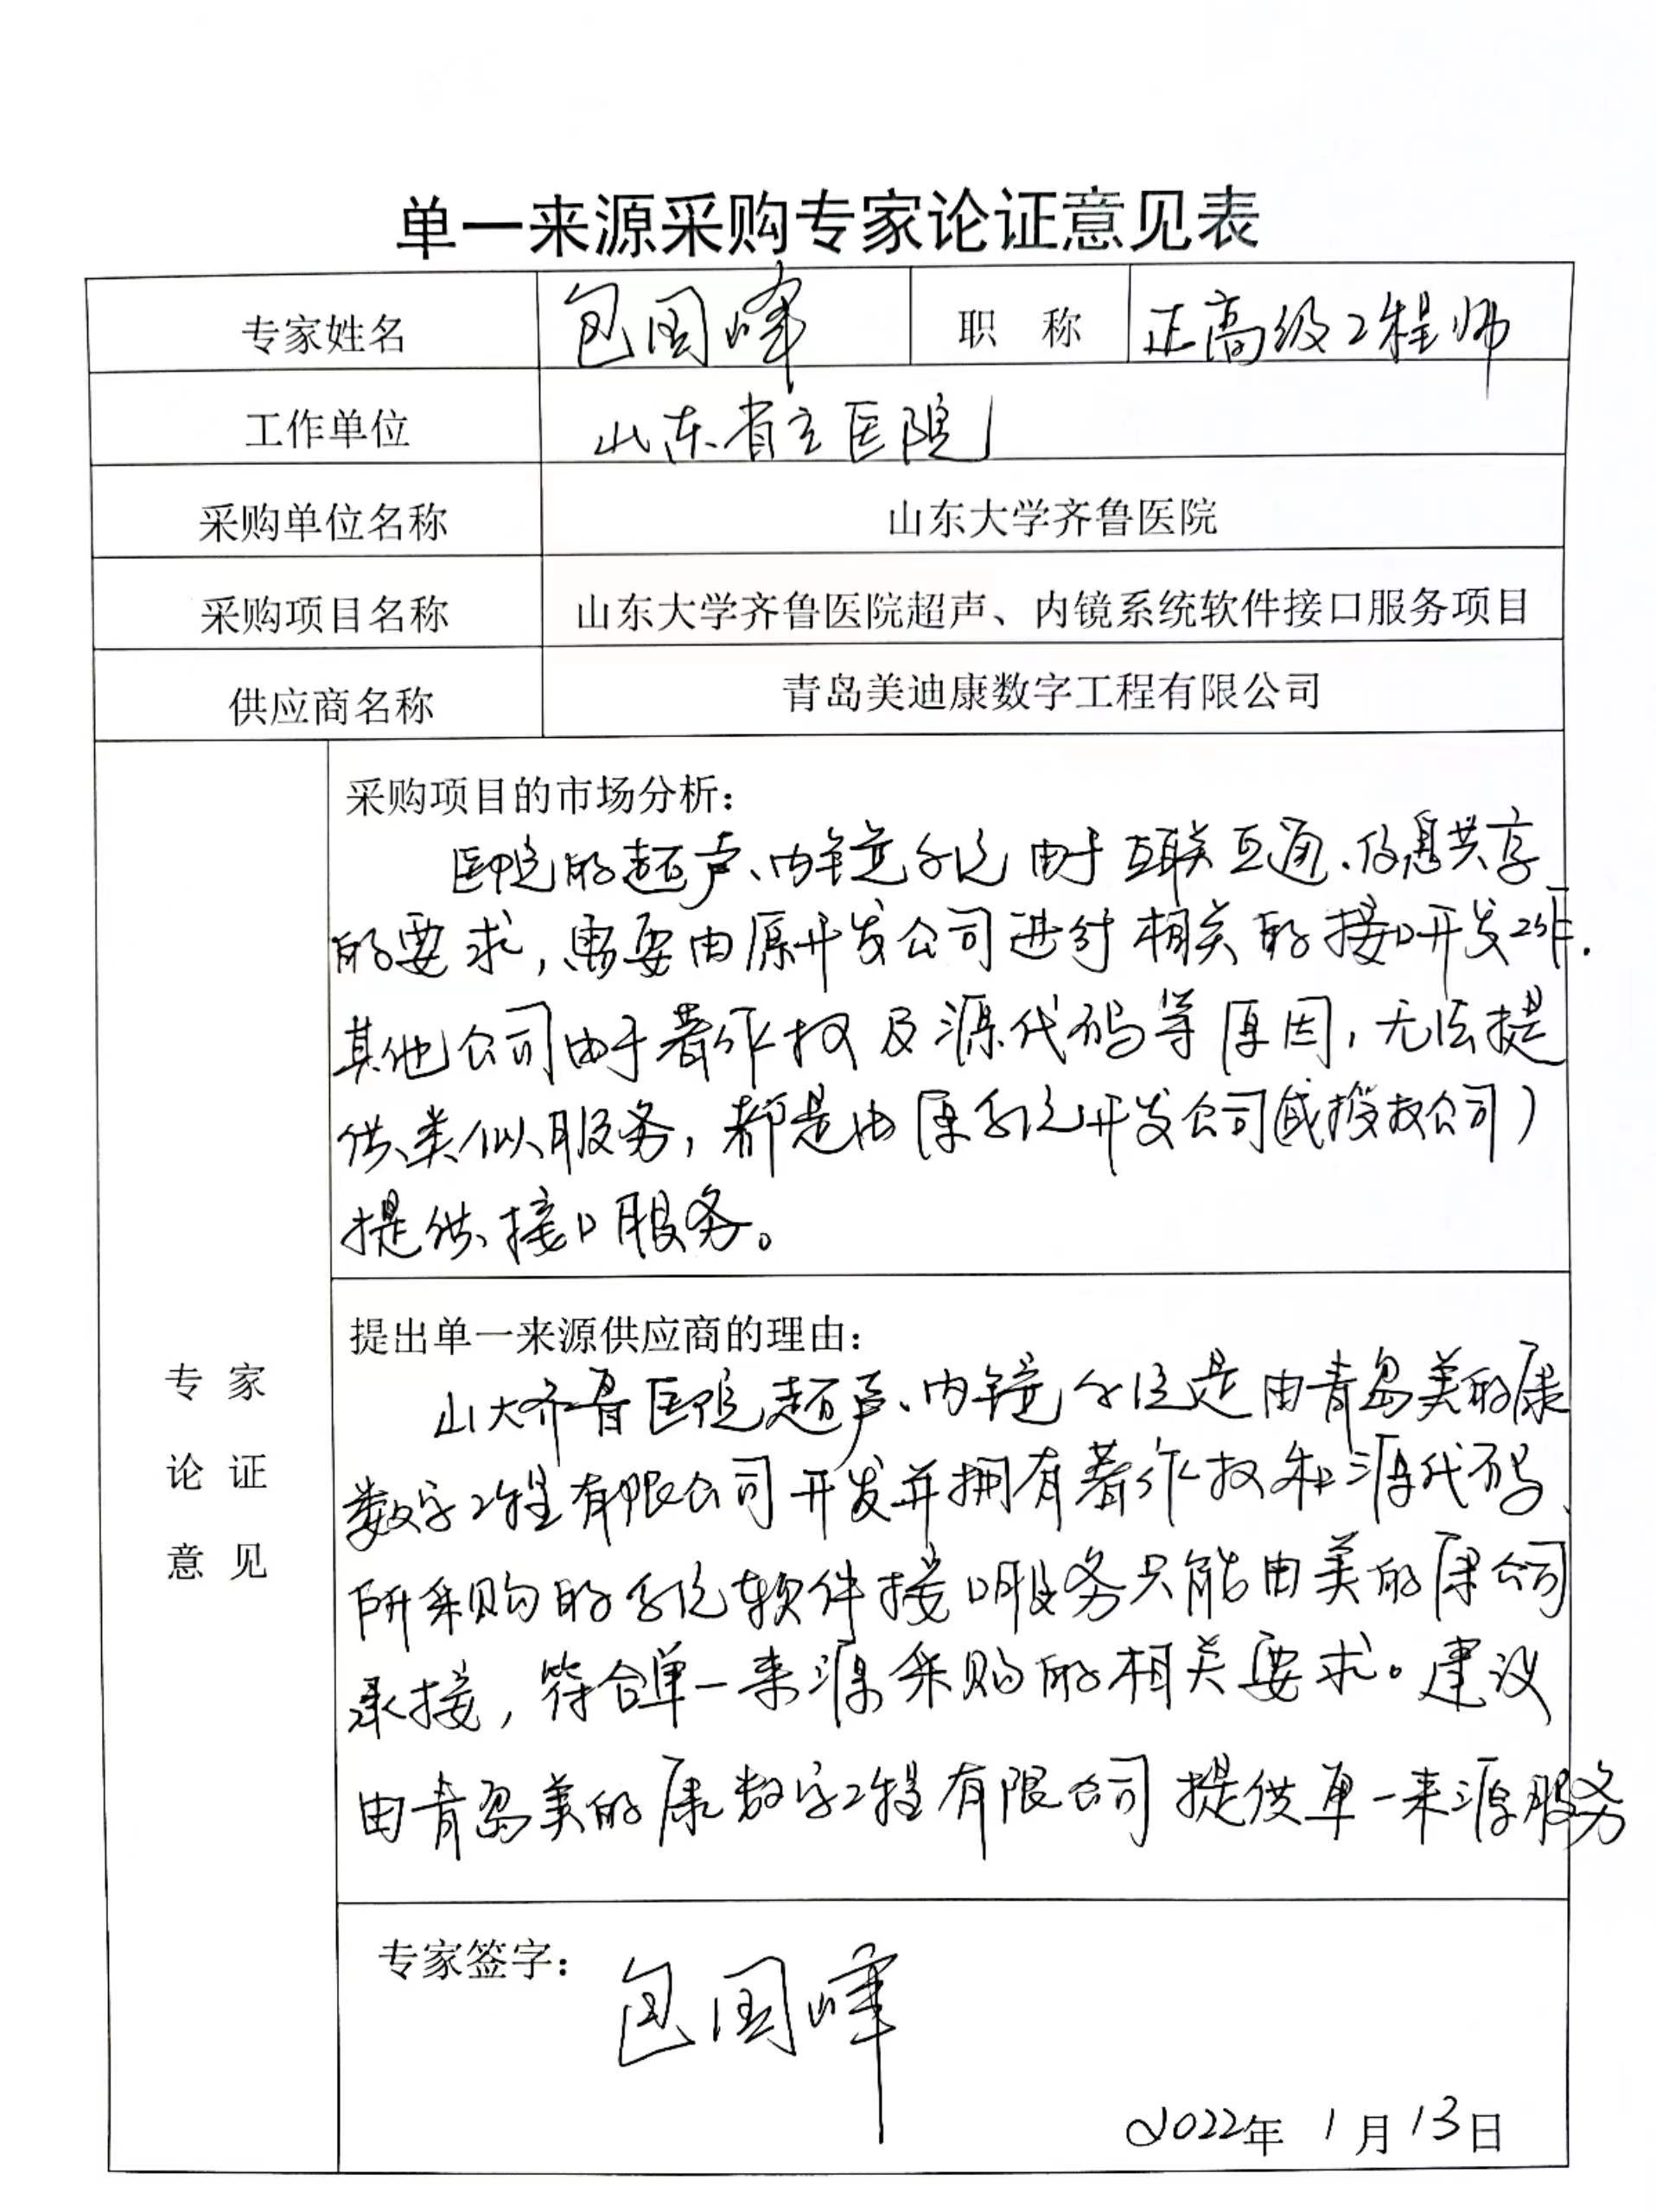 单一来源采购专家论证意见表
专家姓名 包国峰 职 称 正高级工程师
工作单位 山东省立医院
采购单位名称 山东大学齐鲁医院
采购项目名称 山东大学齐鲁医院超声、内镜系统软件接口服务项目
供应商名称 青岛美迪康数字工程有限公司
采购项目的市场分析:
医院的超声、内镜系统由于互联互通、信息共享
的要求,需要由原开发公司进行相关的接口开发工作.
其他公司由于著作权及源代码等原因,无法提
供类似服务,都是由原系统开发公司(或授权公司)
提供接口服务。
专 家
论 证
意 见
提出单一来源供应商的理由:
山大齐鲁医院超声、内镜系统是由青岛美的康
数字工程有限公司开发并拥有著作权和源代码、
所采购的系统软件接口服务只能由美的康公司
承接,符合单一来源采购的相关要求。建议
由青岛美的康数字工程有限公司提供单一来源服务
专家签字: 包国峰
2022年 1月13日